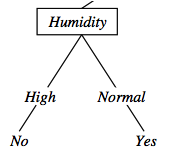 Humidity
High Normal
No Yes